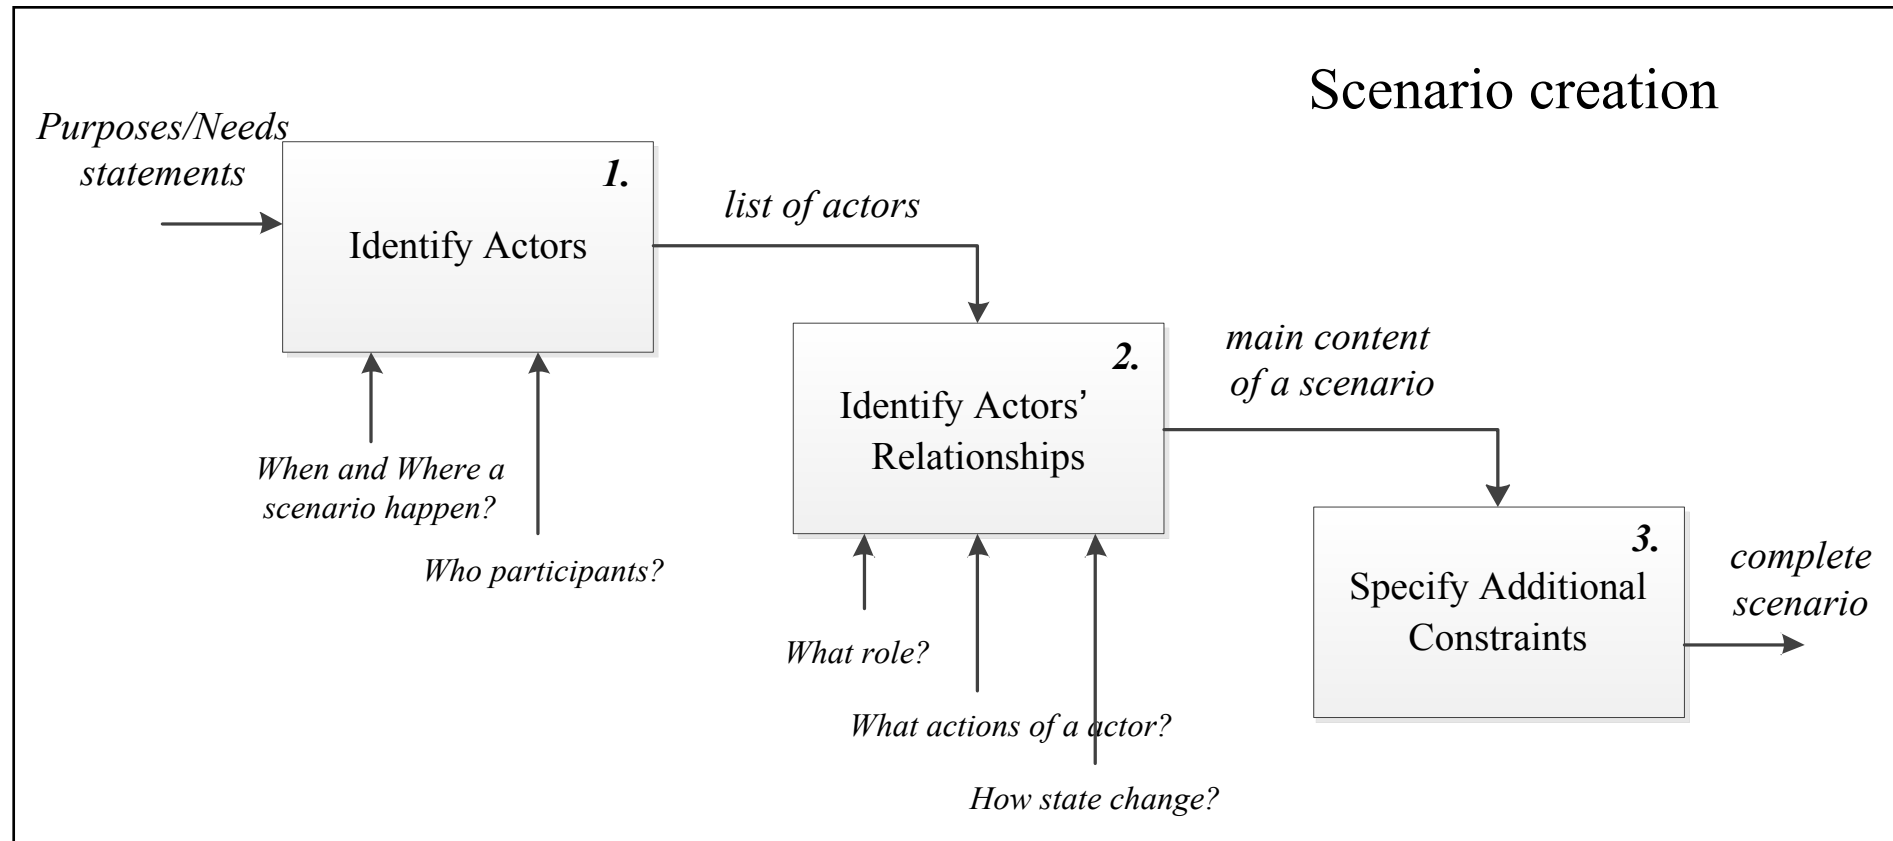 Scenario creation
Purposes/Needs
statements
1.
Identify Actors
list of actors
When and Where a
scenario happen?
Who participants?
2.
Identify Actors’
Relationships
main content
of a scenario
What role?
What actions of a actor?
How state change?
3.
Specify Additional
Constraints
complete
scenario